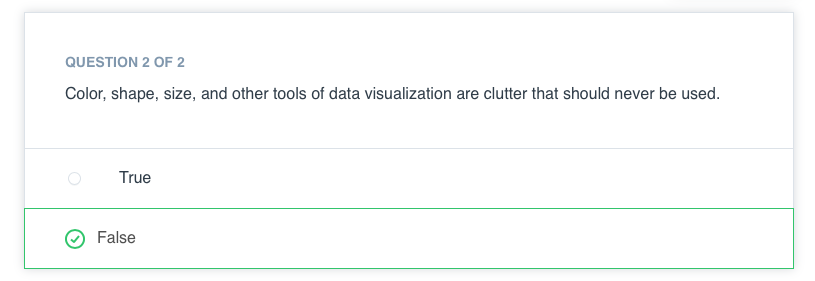 QUESTION 2 OF 2
Color, shape, size, and other tools of data visualization are clutter that should never be used.
True
False